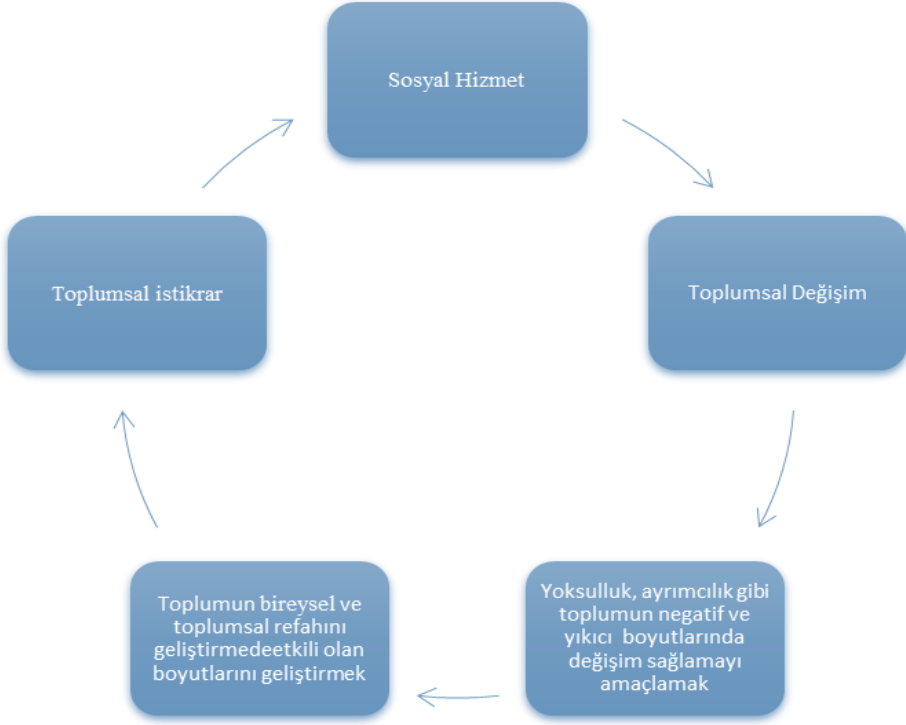 Sosyal Hizmet
Toplumsal Değişim
Yoksulluk, ayrımcılık gibi
toplumun negatif ve
yıkıcı boyutlarında
değişim sağlamayı
amaçlamak
Toplumun bireysel ve
toplumsal refahını
geliştirmedeetkili olan
boyutlarını geliştirmek
Toplumsal istikrar